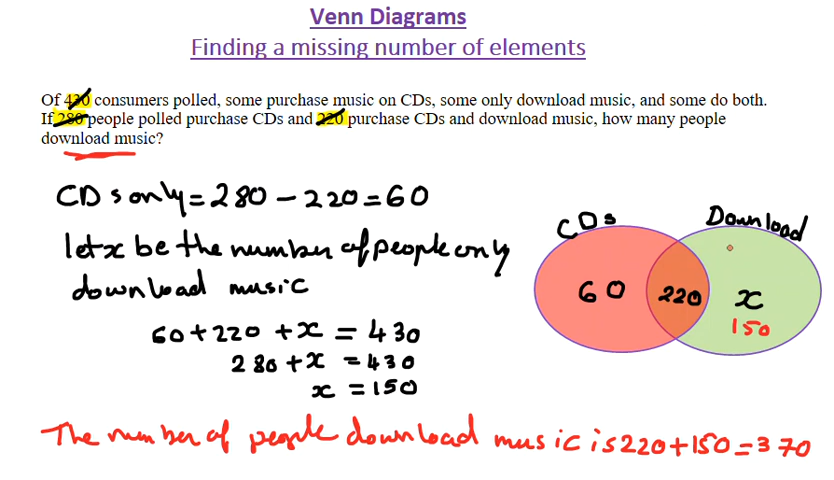 Venn Diagrams
Finding a missing number of elements
Of 430 consumers polled, some purchase music on CDs, some only download music, and some do both.
If 280 people polled purchase CDs and 220 purchase CDs and download music, how many people
download music?
CDs only = 280 - 220 = 60
let x be the number of people only
download music
60 + 220 + x = 430
280 + x = 430
x = 150
CDs Download
60 220 x
150
The number of people download music is 220 + 150 = 370